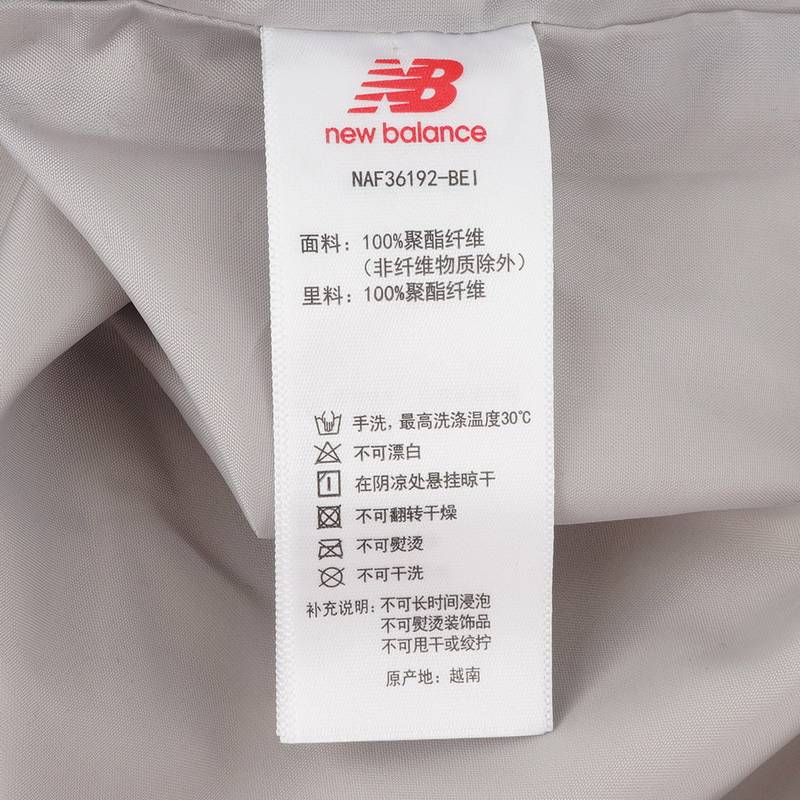 NB
new balance
NAF36192-BEI
面料：100%聚酯纤维
（非纤维物质除外）
里料：100%聚酯纤维
手洗，最高洗涤温度30℃
不可漂白
在阴凉处悬挂晾干
不可翻转干燥
不可熨烫
不可干洗
补充说明：不可长时间浸泡
不可熨烫装饰品
不可甩干或绞拧
原产地：越南